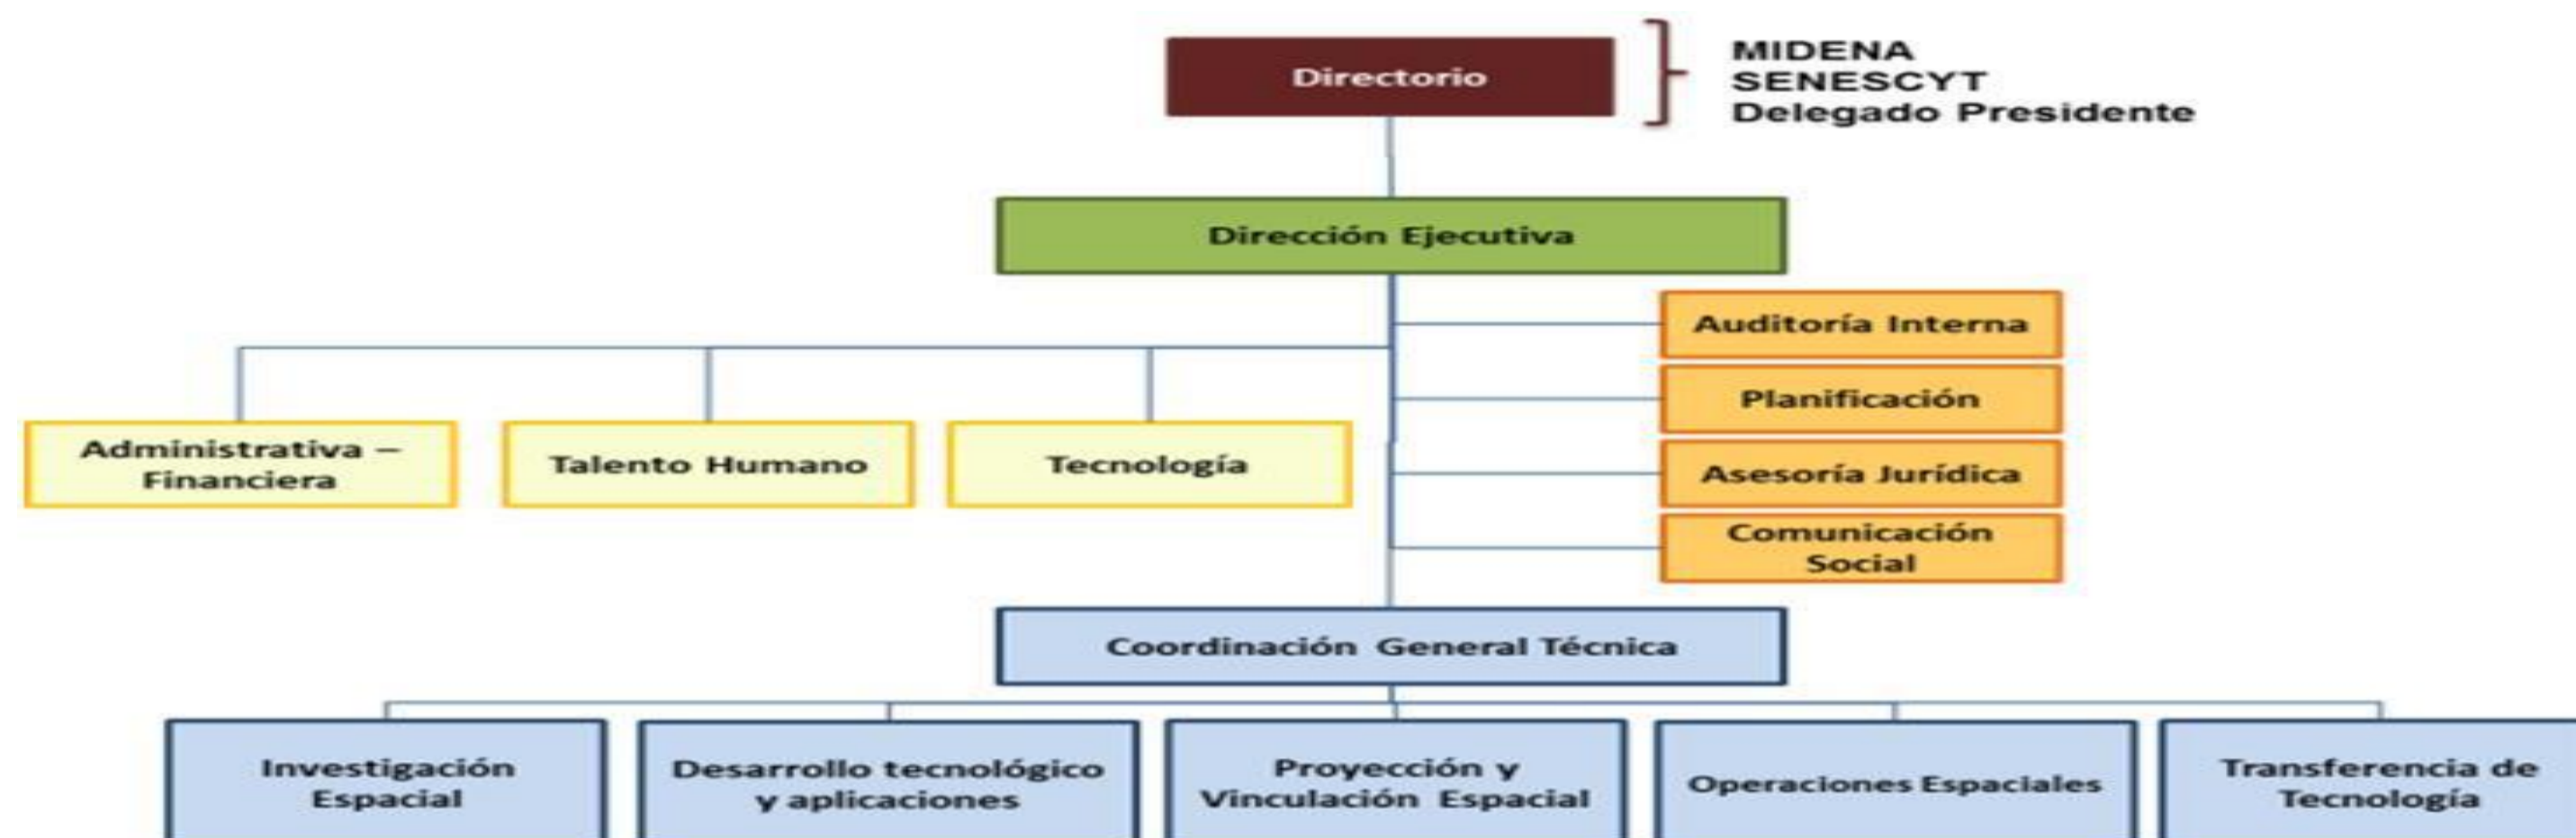 Directorio
MIDENA
SENESCYT
Delegado Presidente
Dirección Ejecutiva
Auditoría Interna
Planificación
Asesoría Jurídica
Comunicación
Social
Administrativa –
Financiera
Talento Humano
Tecnología
Coordinación General Técnica
Investigación
Espacial
Desarrollo tecnológico
y aplicaciones
Proyección y
Vinculación Espacial
Operaciones Espaciales
Transferencia de
Tecnología